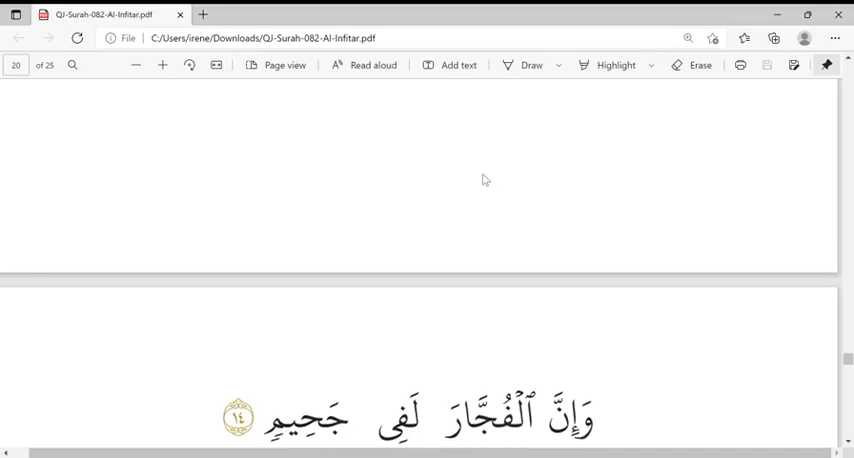 QJ-Surah-082-Al-Infitar.pdf
File C:/Users/irene/Downloads/QJ-Surah-082-Al-Infitar.pdf
20 of 25 Page view Read aloud Add text Draw Highlight Erase
وَإِنَّ ٱلْفُجَّارَ لَفِى جَحِيمٍۢ ١٤